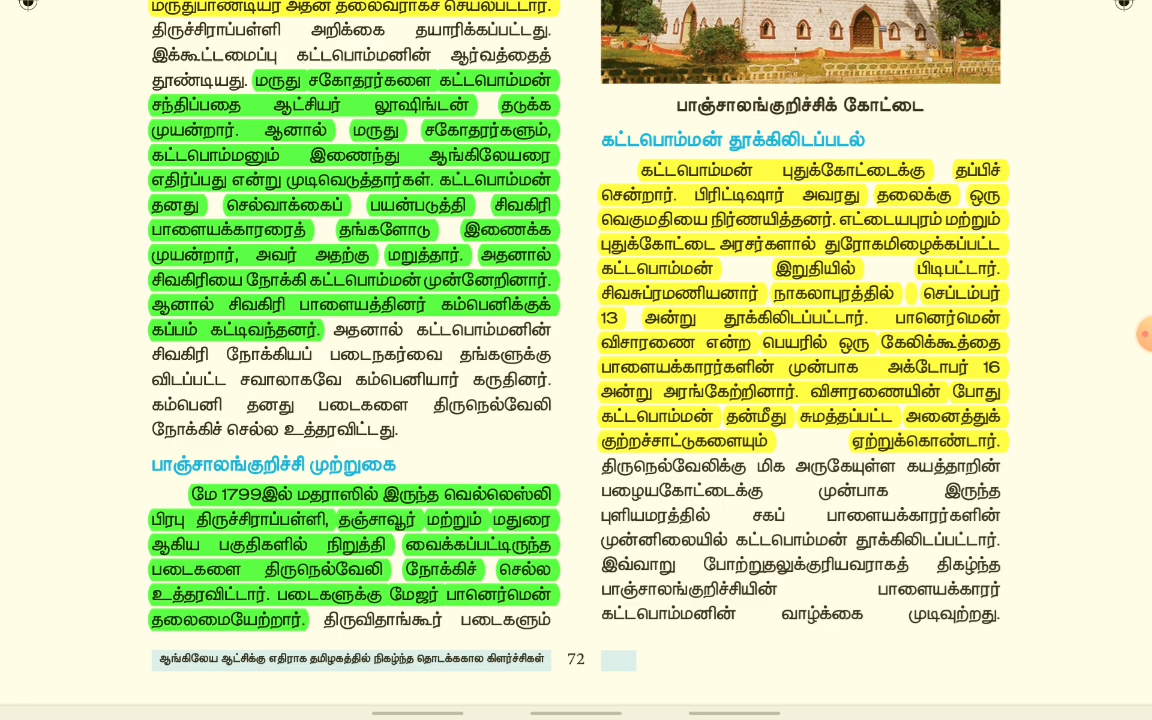 மருதுபாண்டியர் அதன் தலைவராகச் செயல்பட்டார்.
திருச்சிராப்பள்ளி அறிக்கை தயாரிக்கப்பட்டது.
இக்கூட்டமைப்பு கட்டபொம்மனின் ஆர்வத்தைத்
தூண்டியது. மருது சகோதரர்களை கட்டபொம்மன்
சந்திப்பதை ஆட்சியர் லூஷிங்டன் தடுக்க
முயன்றார். ஆனால் மருது சகோதரர்களும்,
கட்டபொம்மனும் இணைந்து ஆங்கிலேயரை
எதிர்ப்பது என்று முடிவெடுத்தார்கள். கட்டபொம்மன்
தனது செல்வாக்கைப் பயன்படுத்தி சிவகிரி
பாளையக்காரரைத் தங்களோடு இணைக்க
முயன்றார், அவர் அதற்கு மறுத்தார். அதனால்
சிவகிரியை நோக்கி கட்டபொம்மன் முன்னேறினார்.
ஆனால் சிவகிரி பாளையத்தினர் கம்பெனிக்குக்
கப்பம் கட்டிவந்தனர். அதனால் கட்டபொம்மனின்
சிவகிரி நோக்கியப் படைநகர்வை தங்களுக்கு
விடப்பட்ட சவாலாகவே கம்பெனியார் கருதினர்.
கம்பெனி தனது படைகளை திருநெல்வேலி
நோக்கிச் செல்ல உத்தரவிட்டது.
பாஞ்சாலங்குறிச்சி முற்றுகை
மே 1799இல் மதராஸில் இருந்த வெல்லெஸ்லி
பிரபு திருச்சிராப்பள்ளி, தஞ்சாவூர் மற்றும் மதுரை
ஆகிய பகுதிகளில் நிறுத்தி வைக்கப்பட்டிருந்த
படைகளை திருநெல்வேலி நோக்கிச் செல்ல
உத்தரவிட்டார். படைகளுக்கு மேஜர் பானெர்மென்
தலைமையேற்றார். திருவிதாங்கூர் படைகளும்
பாஞ்சாலங்குறிச்சிக் கோட்டை
கட்டபொம்மன் தூக்கிலிடப்படல்
கட்டபொம்மன் புதுக்கோட்டைக்கு தப்பிச்
சென்றார். பிரிட்டிஷார் அவரது தலைக்கு ஒரு
வெகுமதியை நிர்ணயித்தனர். எட்டையபுரம் மற்றும்
புதுக்கோட்டை அரசர்களால் துரோகமிழைக்கப்பட்ட
கட்டபொம்மன் இறுதியில் பிடிபட்டார்.
சிவசுப்ரமணியனார் நாகலாபுரத்தில் செப்டம்பர்
13 அன்று தூக்கிலிடப்பட்டார். பானெர்மென்
விசாரணை என்ற பெயரில் ஒரு கேலிக்கூத்தை
பாளையக்காரர்களின் முன்பாக அக்டோபர் 16
அன்று அரங்கேற்றினார். விசாரணையின் போது
கட்டபொம்மன் தன்மீது சுமத்தப்பட்ட அனைத்துக்
குற்றச்சாட்டுகளையும் ஏற்றுக்கொண்டார்.
திருநெல்வேலிக்கு மிக அருகேயுள்ள கயத்தாறின்
பழையகோட்டைக்கு முன்பாக இருந்த
புளியமரத்தில் சகப் பாளையக்காரர்களின்
முன்னிலையில் கட்டபொம்மன் தூக்கிலிடப்பட்டார்.
இவ்வாறு போற்றுதலுக்குரியவராகத் திகழ்ந்த
பாஞ்சாலங்குறிச்சியின் பாளையக்காரர்
கட்டபொம்மனின் வாழ்க்கை முடிவுற்றது.
ஆங்கிலேய ஆட்சிக்கு எதிராக தமிழகத்தில் நிகழ்ந்த தொடக்ககால கிளர்ச்சிகள் 72